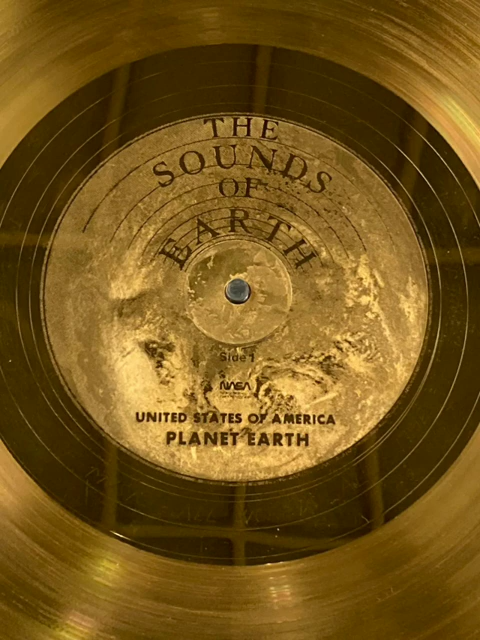 THE
SOUNDS
OF
EARTH
Side 1
NASA
UNITED STATES OF AMERICA
PLANET EARTH